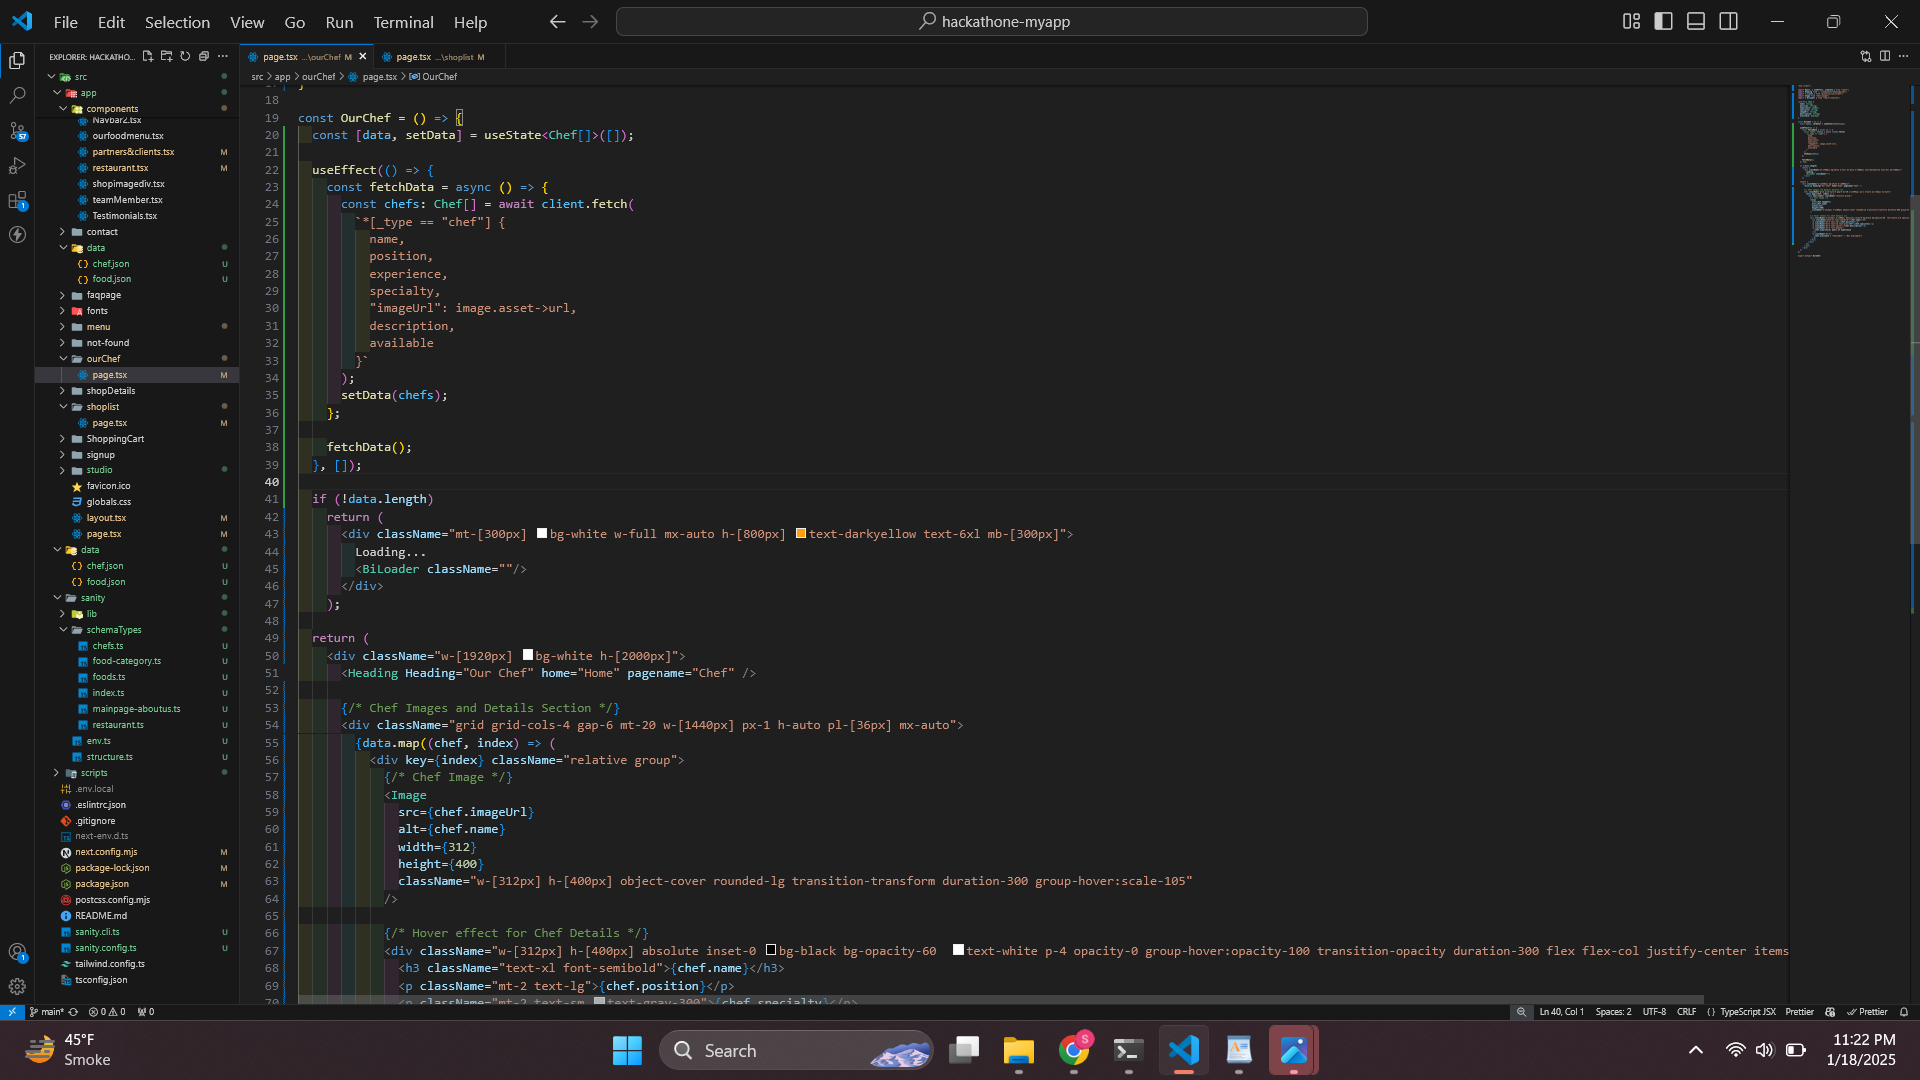 File Edit Selection View Go Run Terminal Help
hackathone-myapp
EXPLORER: HACKATHO...
page.tsx ...\ourChef M
page.tsx ...\shoplist M
src > app > ourChef > page.tsx > OurChef
src
app
components
Navbar2.tsx
ourfoodmenu.tsx
partners&clients.tsx M
restaurant.tsx M
shopimagediv.tsx
teamMember.tsx
Testimonials.tsx
contact
data
chef.json U
food.json U
faqpage
fonts
menu
not-found
ourChef
page.tsx M
shopDetails
shoplist
page.tsx M
ShoppingCart
signup
studio
favicon.ico
globals.css
layout.tsx M
page.tsx M
data
chef.json U
food.json U
sanity
lib
schemaTypes
chefs.ts U
food-category.ts U
foods.ts U
index.ts U
mainpage-aboutus.ts U
restaurant.ts U
env.ts U
structure.ts U
scripts
.env.local
.eslintrc.json
.gitignore
next-env.d.ts
next.config.mjs M
package-lock.json M
package.json M
postcss.config.mjs
README.md
sanity.cli.ts U
sanity.config.ts U
tailwind.config.ts
tsconfig.json
57
1
1
18
19 const OurChef = () => {
20 const [data, setData] = useState<Chef[]>([]);
21
22 useEffect(() => {
23 const fetchData = async () => {
24 const chefs: Chef[] = await client.fetch(
25 `*[_type == "chef"] {
26 name,
27 position,
28 experience,
29 specialty,
30 "imageUrl": image.asset->url,
31 description,
32 available
33 }`
34 );
35 setData(chefs);
36 };
37
38 fetchData();
39 }, []);
40
41 if (!data.length)
42 return (
43 <div className="mt-[300px] bg-white w-full mx-auto h-[800px] text-darkyellow text-6xl mb-[300px]">
44 Loading...
45 <BiLoader className=""/>
46 </div>
47 );
48
49 return (
50 <div className="w-[1920px] bg-white h-[2000px]">
51 <Heading Heading="Our Chef" home="Home" pagename="Chef" />
52
53 {/* Chef Images and Details Section */}
54 <div className="grid grid-cols-4 gap-6 mt-20 w-[1440px] px-1 h-auto pl-[36px] mx-auto">
55 {data.map((chef, index) => (
56 <div key={index} className="relative group">
57 {/* Chef Image */}
58 <Image
59 src={chef.imageUrl}
60 alt={chef.name}
61 width={312}
62 height={400}
63 className="w-[312px] h-[400px] object-cover rounded-lg transition-transform duration-300 group-hover:scale-105"
64 />
65
66 {/* Hover effect for Chef Details */}
67 <div className="w-[312px] h-[400px] absolute inset-0 bg-black bg-opacity-60 text-white p-4 opacity-0 group-hover:opacity-100 transition-opacity duration-300 flex flex-col justify-center items
68 <h3 className="text-xl font-semibold">{chef.name}</h3>
69 <p className="mt-2 text-lg">{chef.position}</p>
70 <p className="mt-2 text-sm text-gray-300">{chef.specialty}</p>
main* 0 0 0
Ln 40, Col 1 Spaces: 2 UTF-8 CRLF {} TypeScript JSX Prettier Prettier
45°F
Smoke
Search
S
11:22 PM
1/18/2025